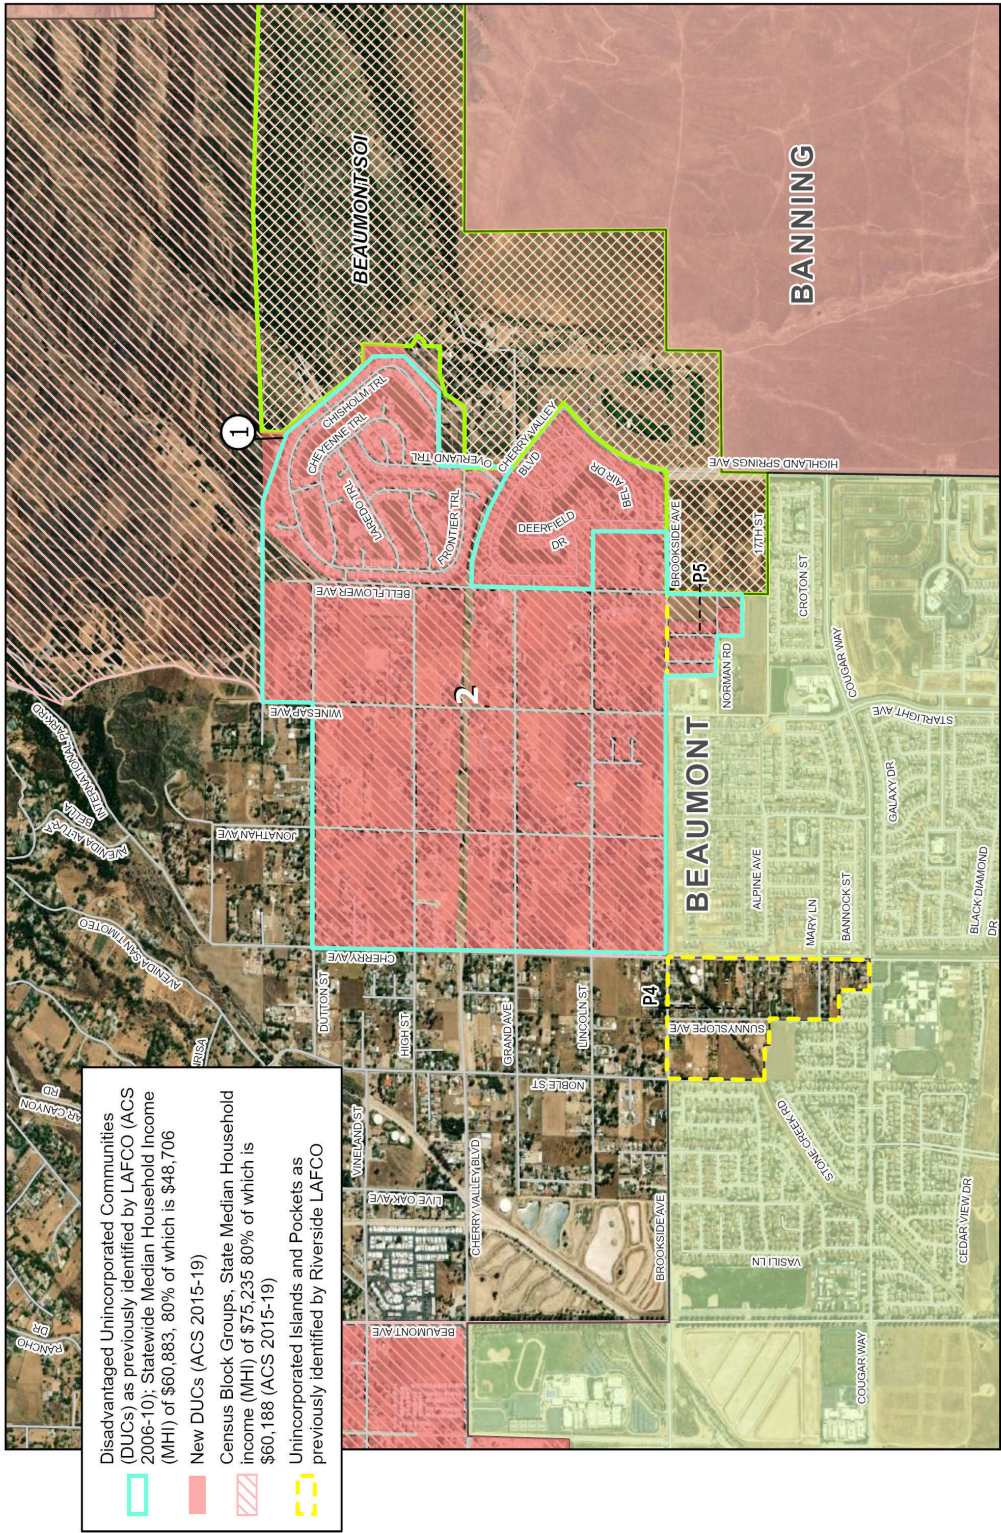 Disadvantaged Unincorporated Communities
(DUCs) as previously identified by LAFCO (ACS
2006-10); Statewide Median Household Income
(MHI) of $60,883, 80% of which is $48,706
New DUCs (ACS 2015-19)
Census Block Groups, State Median Household
income (MHI) of $75,235 80% of which is
$60,188 (ACS 2015-19)
Unincorporated Islands and Pockets as
previously identified by Riverside LAFCO
RANCHO
DR
AR CANYON
RD
RISA
AVENIDA SAN TIMOTEO
AVENIDA ALTURA
BELLA
INTERNATIONAL PARK RD
JONATHAN AVE
WINESAP AVE
BELLFLOWER AVE
1
BEAUMONT SOI
CHISHOLM TRL
CHEYENNE TRL
LAREDO TRL
FRONTIER TRL
OVERLAND TRL
CHERRY VALLEY
BLVD
DEERFIELD
DR
BEL AIR DR
2
CHERRY AVE
DUTTON ST
HIGH ST
VINELAND ST
LIVE OAK AVE
BEAUMONT AVE
CHERRY VALLEY BLVD
GRAND AVE
NOBLE ST
LINCOLN ST
BROOKSIDE AVE
P4
SUNNYSLOPE AVE
BEAUMONT
BROOKSIDE AVE
P5
NORMAN RD
HIGHLAND SPRINGS AVE
17TH ST
BANNING
CROTON ST
COUGAR WAY
STARLIGHT AVE
GALAXY DR
ALPINE AVE
MARY LN
BANNOCK ST
BLACK DIAMOND
DR
STONE CREEK RD
VASILI LN
CEDAR VIEW DR
COUGAR WAY